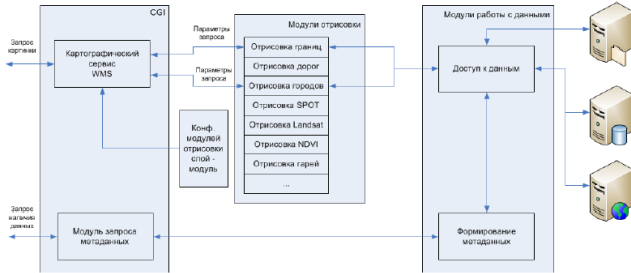 CGI
Модули отрисовки
Модули работы с данными
Запрос
картинки
Картографический
сервис
WMS
Параметры
запроса
Параметры
запроса
Отрисовка границ
Отрисовка дорог
Отрисовка городов
Отрисовка SPOT
Отрисовка Landsat
Отрисовка NDVI
Отрисовка гарей
...
Доступ к данным
Конф.
модулей
отрисовки
слой -
модуль
Запрос
наличия
данных
Модуль запроса
метаданных
Формирование
метаданных